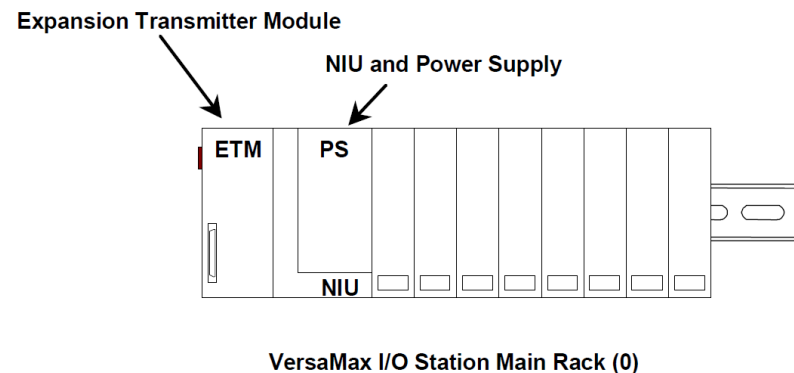 Expansion Transmitter Module
NIU and Power Supply
ETM
PS
NIU
VersaMax I/O Station Main Rack (0)